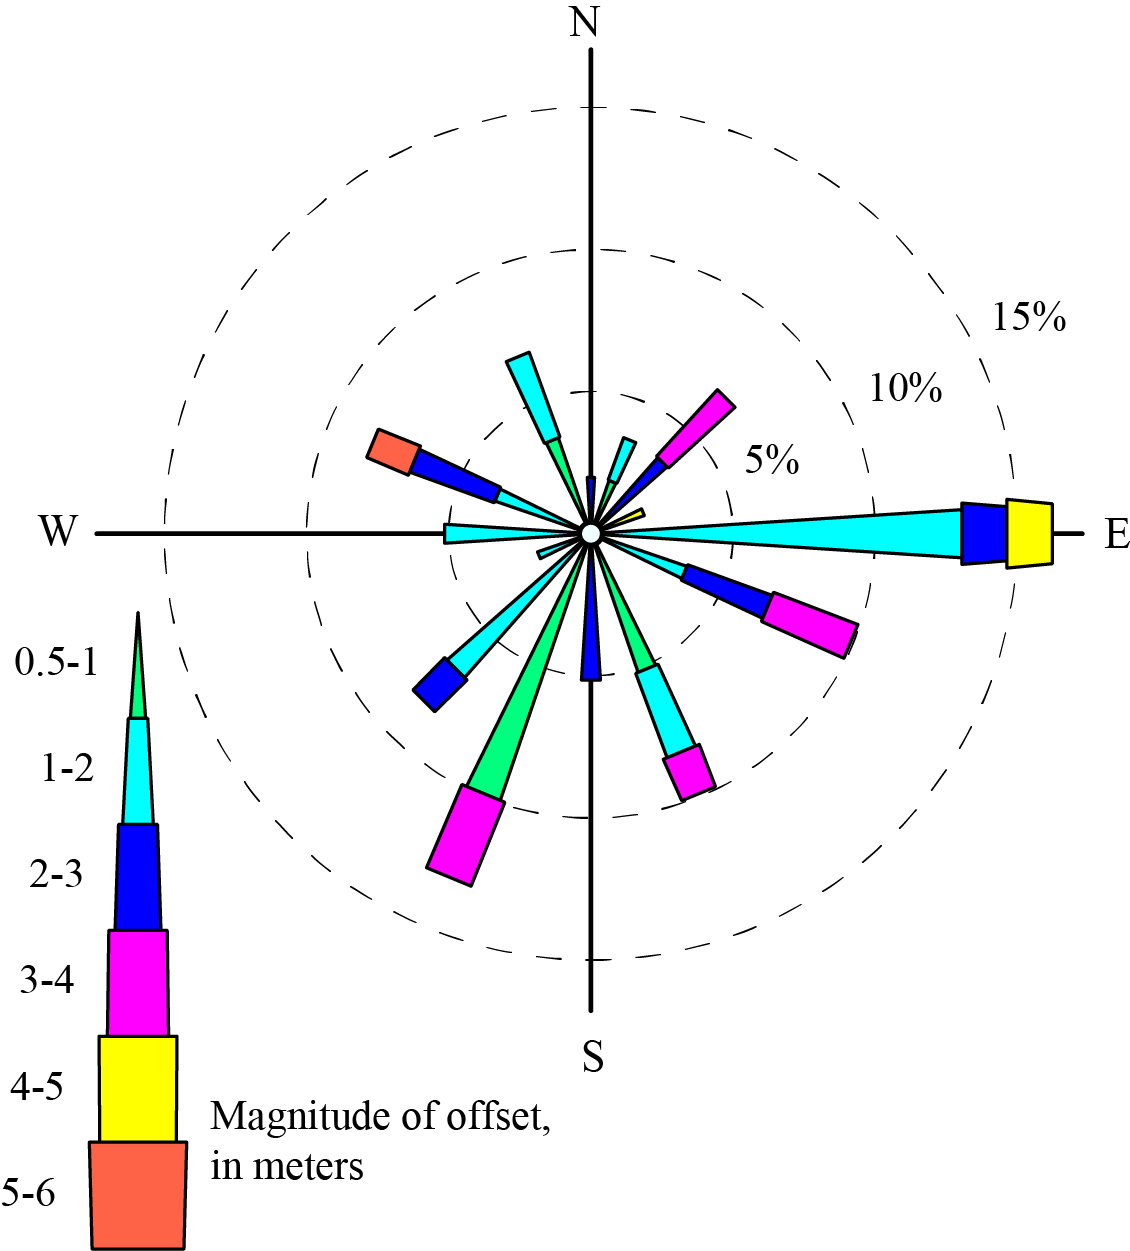 N
15%
10%
5%
W
E
0.5-1
1-2
2-3
3-4
S
4-5
Magnitude of offset,
in meters
5-6